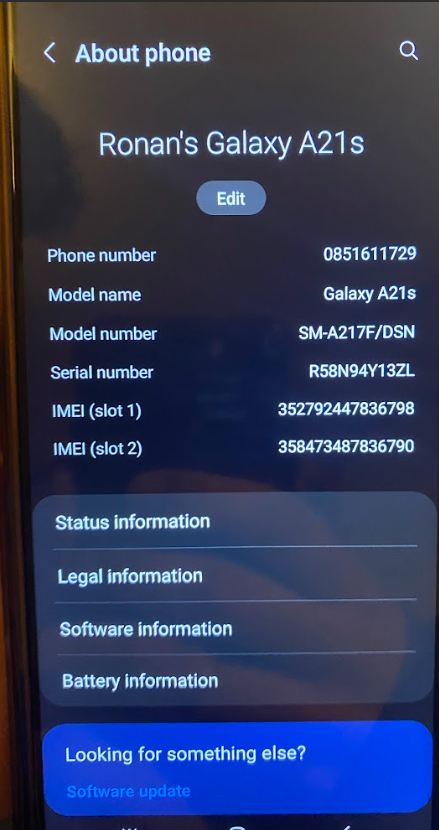 About phone
Ronan's Galaxy A21s
Edit
Phone number 0851611729
Model name Galaxy A21s
Model number SM-A217F/DSN
Serial number R58N94Y13ZL
IMEI (slot 1) 352792447836798
IMEI (slot 2) 358473487836790
Status information
Legal information
Software information
Battery information
Looking for something else?
Software update